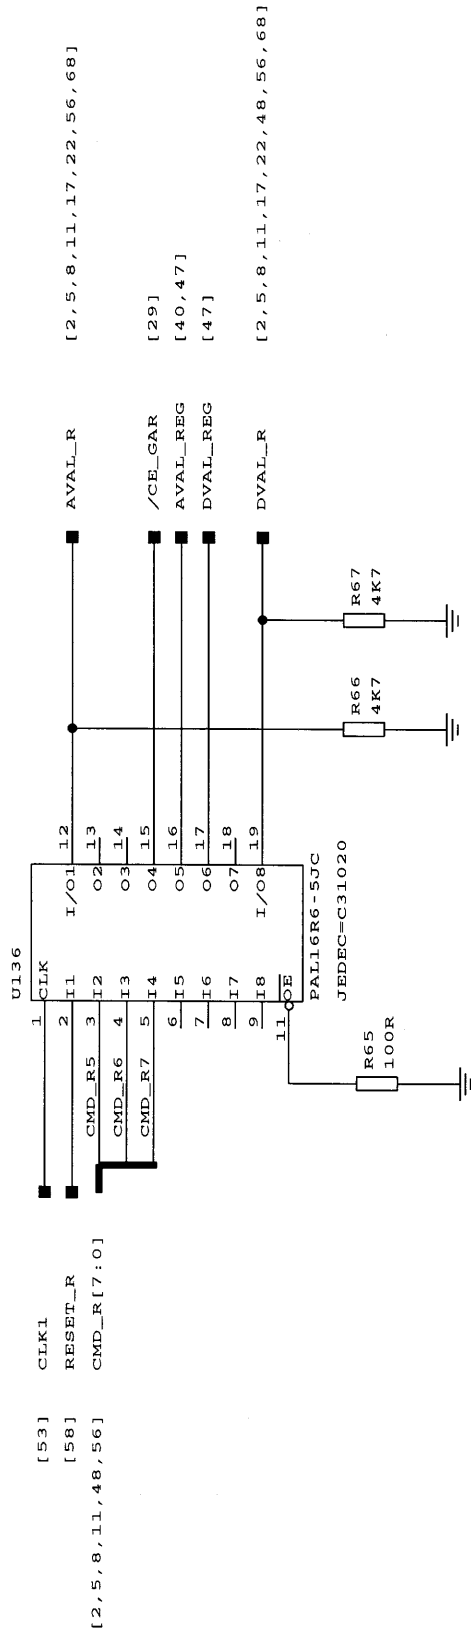 U136
[53] CLK1 1 CLK I/O1 12 AVAL_R [2,5,8,11,17,22,56,68]
[58] RESET_R 2 I1 O2 13
[2,5,8,11,48,56] CMD_R[7:0] CMD_R5 3 I2 O3 14
CMD_R6 4 I3 O4 15 /CE_GAR [29]
CMD_R7 5 I4 O5 16 AVAL_REG [40,47]
6 I5 O6 17 DVAL_REG [47]
7 I6 O7 18
8 I7 I/O8 19 DVAL_R [2,5,8,11,17,22,48,56,68]
9 I8
11 OE
PAL16R6-5JC
JEDEC=C31020
R65
100R
R66
4K7
R67
4K7